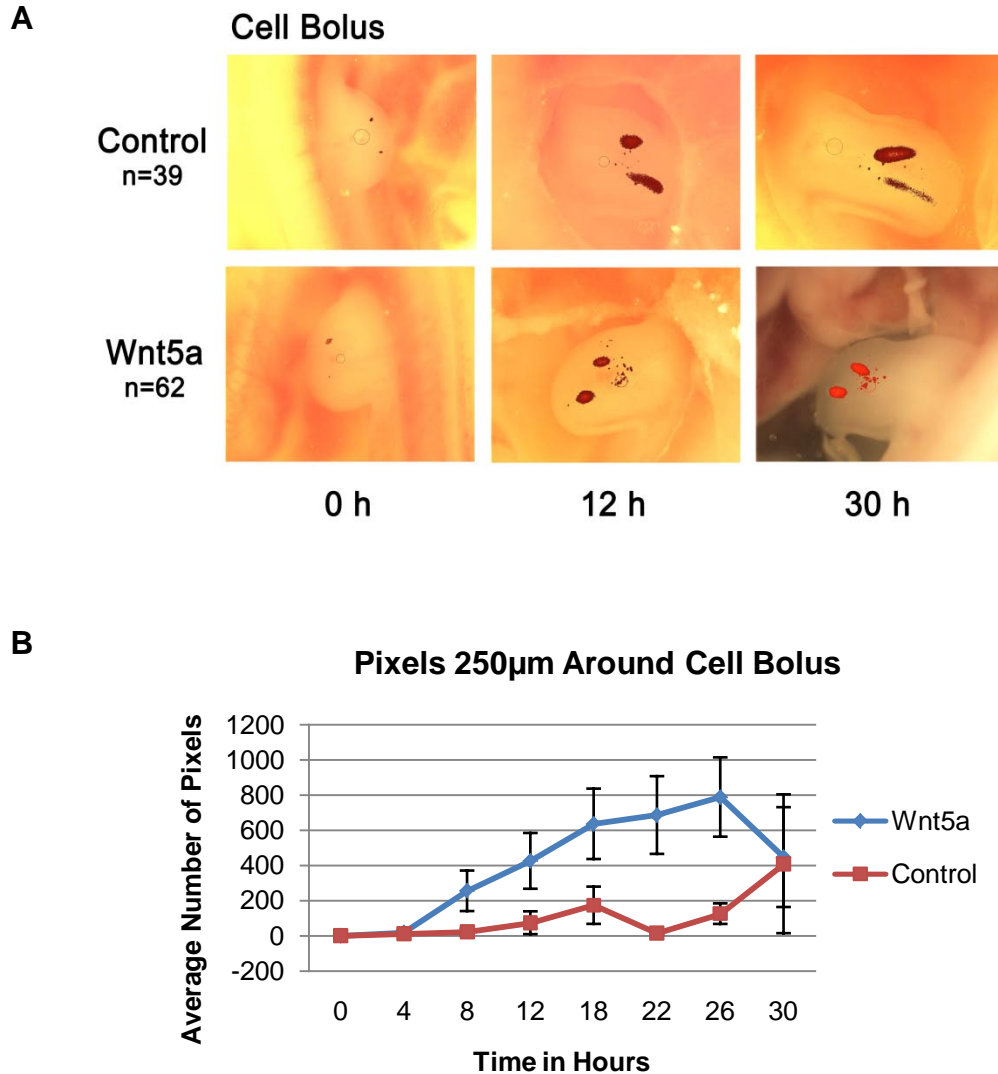 A
Cell Bolus
Control
n=39
Wnt5a
n=62
0 h
12 h
30 h
B
Pixels 250µm Around Cell Bolus
Average Number of Pixels
1200
1000
800
600
400
200
0
-200
0 4 8 12 18 22 26 30
Time in Hours
Wnt5a
Control